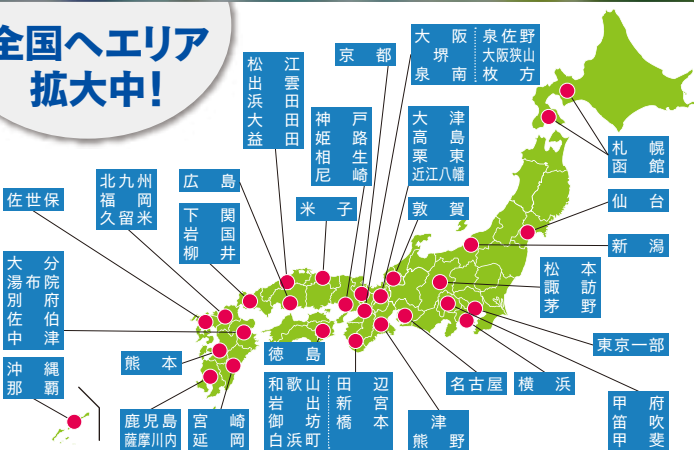 全国へエリア
拡大中！
松江
出雲
浜田
大田
益田
京都
大阪
堺
泉南
泉佐野
大阪狭山
枚方
神戸
姫路
相生
尼崎
大津
高島
栗東
近江八幡
札幌
函館
佐世保
北九州
福岡
久留米
広島
下関
岩国
柳井
米子
敦賀
仙台
新潟
大分
湯布院
別府
佐伯
中津
松本
諏訪
茅野
東京一部
沖縄
那覇
熊本
徳島
名古屋
横浜
鹿児島
薩摩川内
宮崎
延岡
和歌山
岩出
御坊
白浜町
田辺
新宮
橋本
津
熊野
甲府
笛吹
甲斐